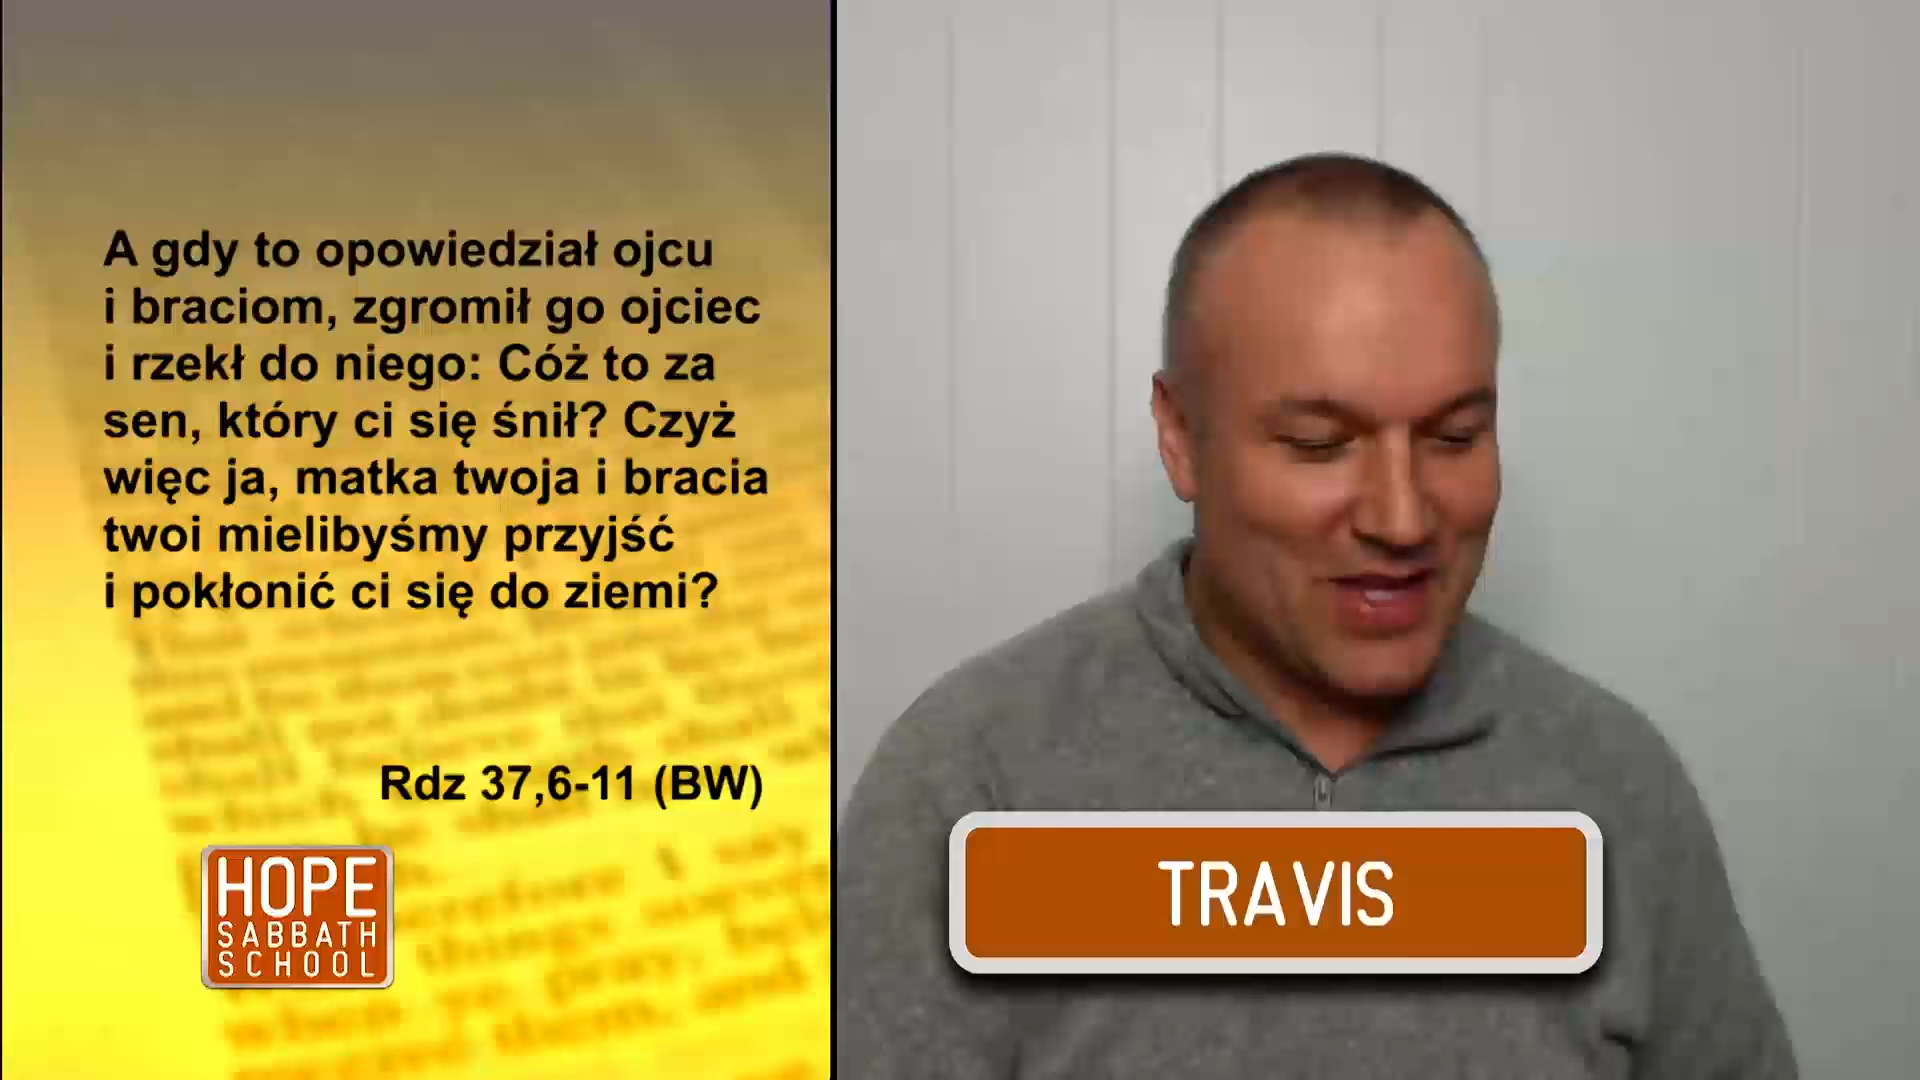 A gdy to opowiedział ojcu
i braciom, zgromił go ojciec
i rzekł do niego: Cóż to za
sen, który ci się śnił? Czyż
więc ja, matka twoja i bracia
twoi mielibyśmy przyjść
i pokłonić ci się do ziemi?
Rdz 37,6-11 (BW)
HOPE
SABBATH
SCHOOL
TRAVIS